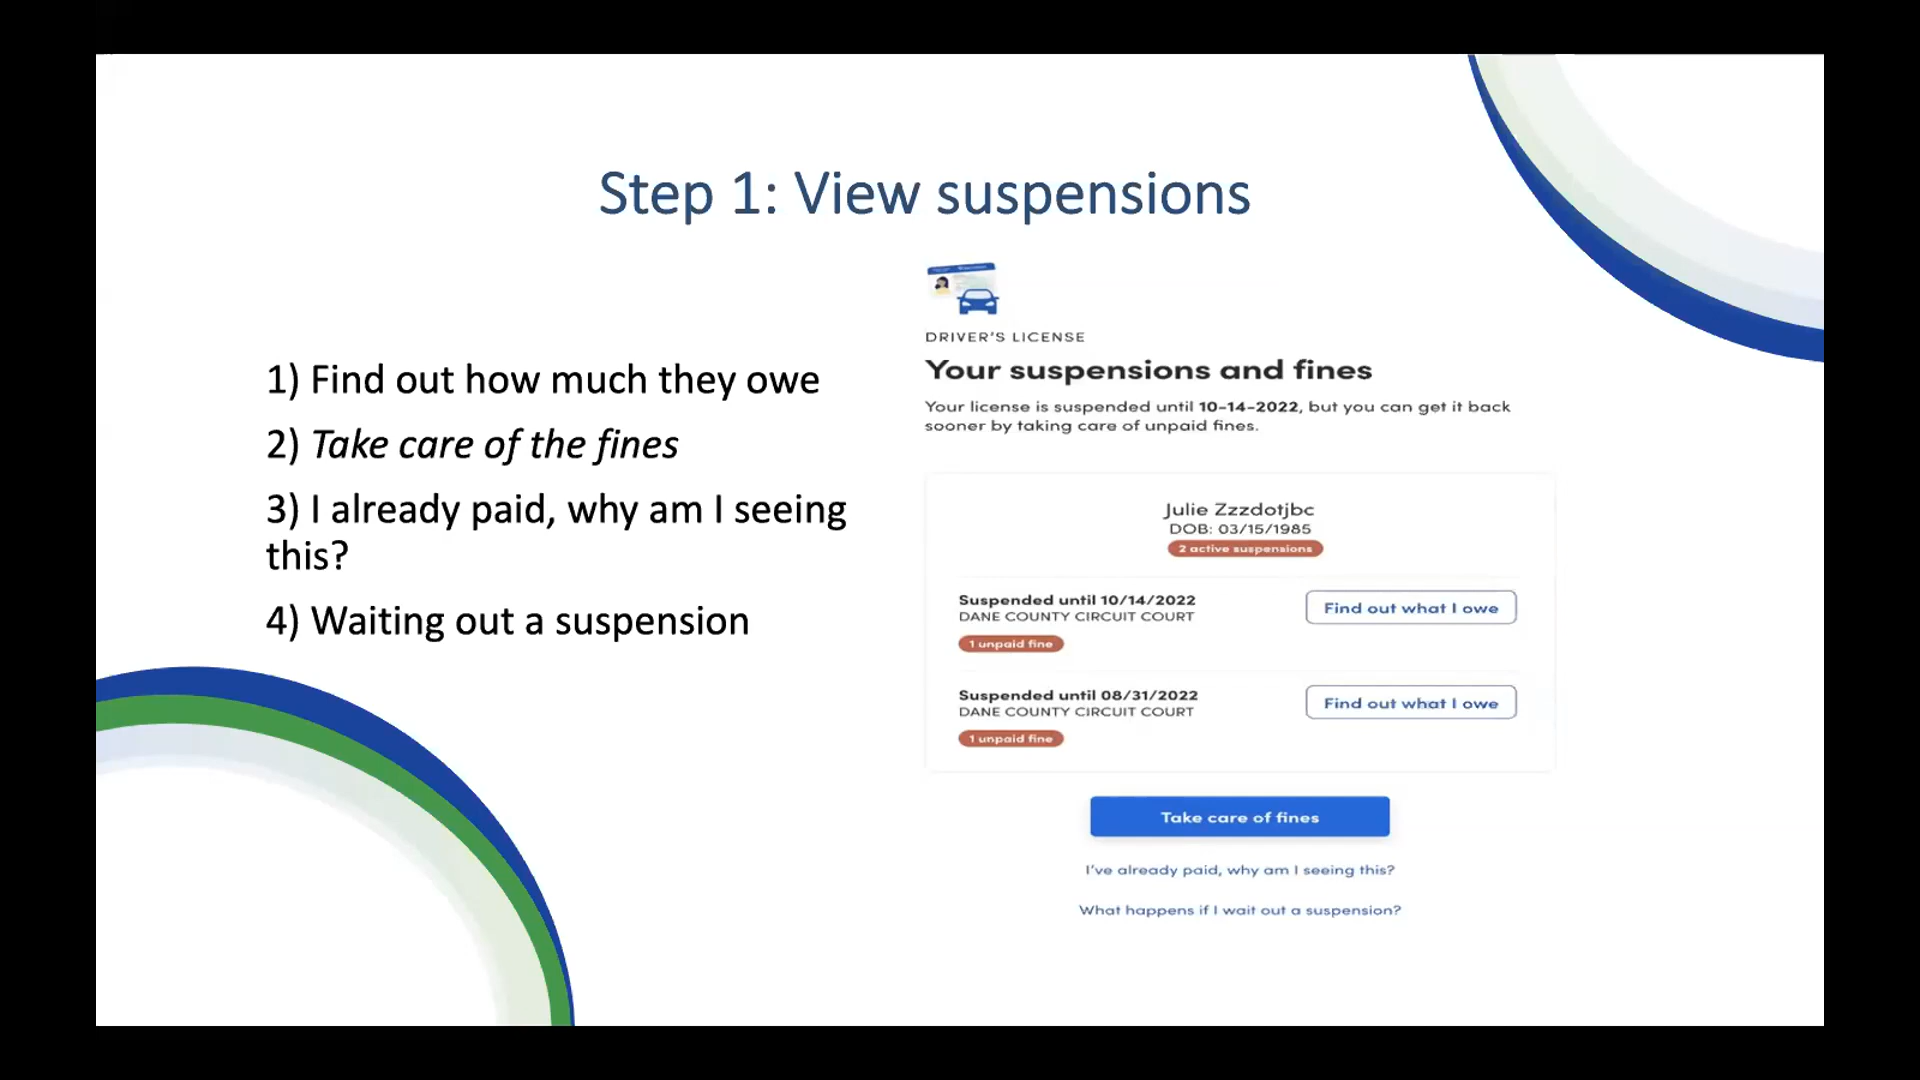 Step 1: View suspensions
1) Find out how much they owe
2) Take care of the fines
3) I already paid, why am I seeing
this?
4) Waiting out a suspension
DRIVER'S LICENSE
Your suspensions and fines
Your license is suspended until 10-14-2022, but you can get it back
sooner by taking care of unpaid fines.
Julie Zzzdotjbc
DOB: 03/15/1985
2 active suspensions
Suspended until 10/14/2022
DANE COUNTY CIRCUIT COURT
1 unpaid fine
Find out what I owe
Suspended until 08/31/2022
DANE COUNTY CIRCUIT COURT
1 unpaid fine
Find out what I owe
Take care of fines
I've already paid, why am I seeing this?
What happens if I wait out a suspension?